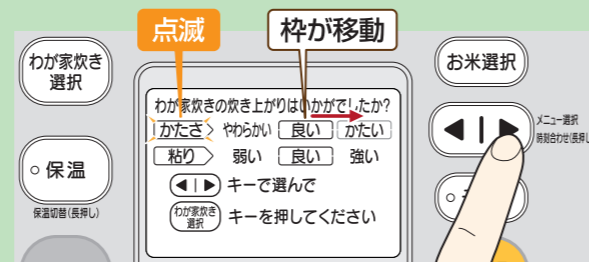 点滅
枠が移動
わが家炊き
選択
お米選択
わが家炊きの炊き上がりはいかがでしたか?
かたさ やわらかい 良い かたい
粘り 弱い 良い 強い
キーで選んで
わが家炊き
選択
キーを押してください
メニュー選択
時刻合わせ(長押し
保温
保温切替(長押し)